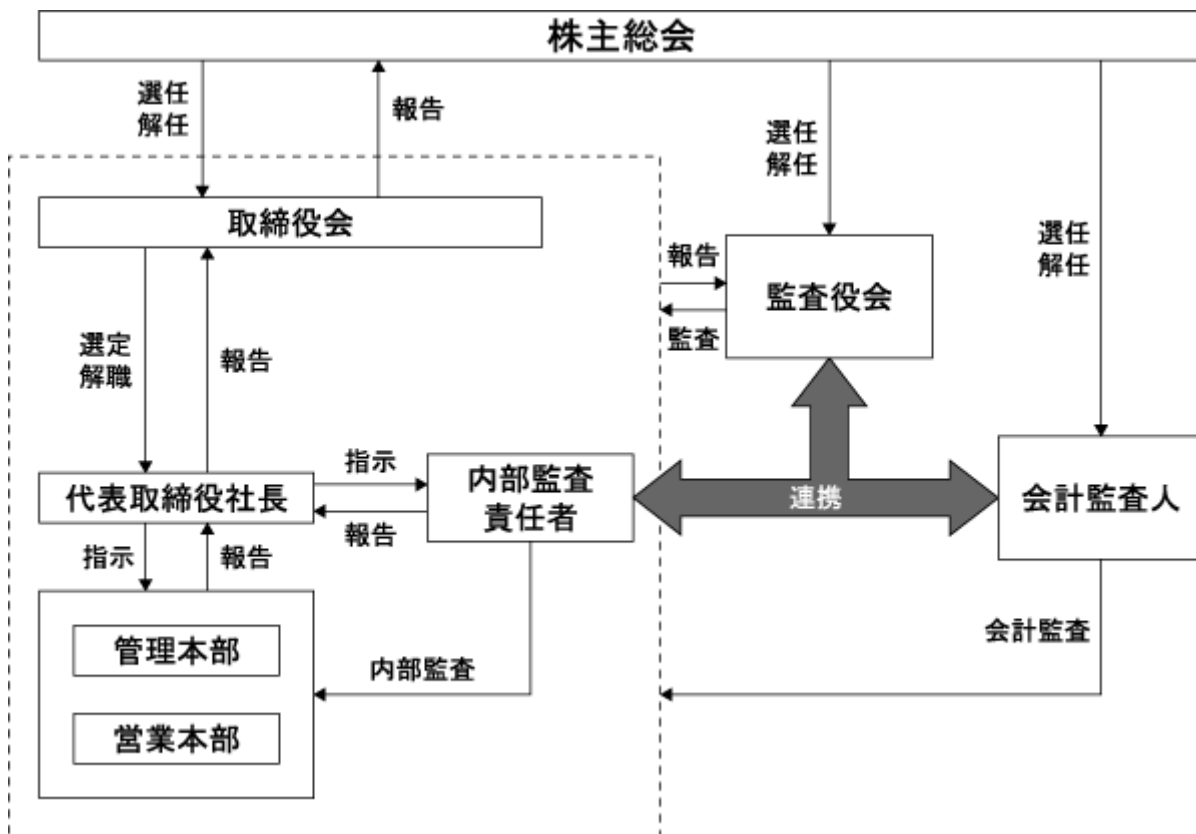 株主総会
選任
解任
報告
選任
解任
選任
解任
取締役会
報告
監査役会
監査
選定
解職
報告
指示
内部監査
責任者
代表取締役社長
報告
連携
会計監査人
指示
報告
管理本部
内部監査
会計監査
営業本部